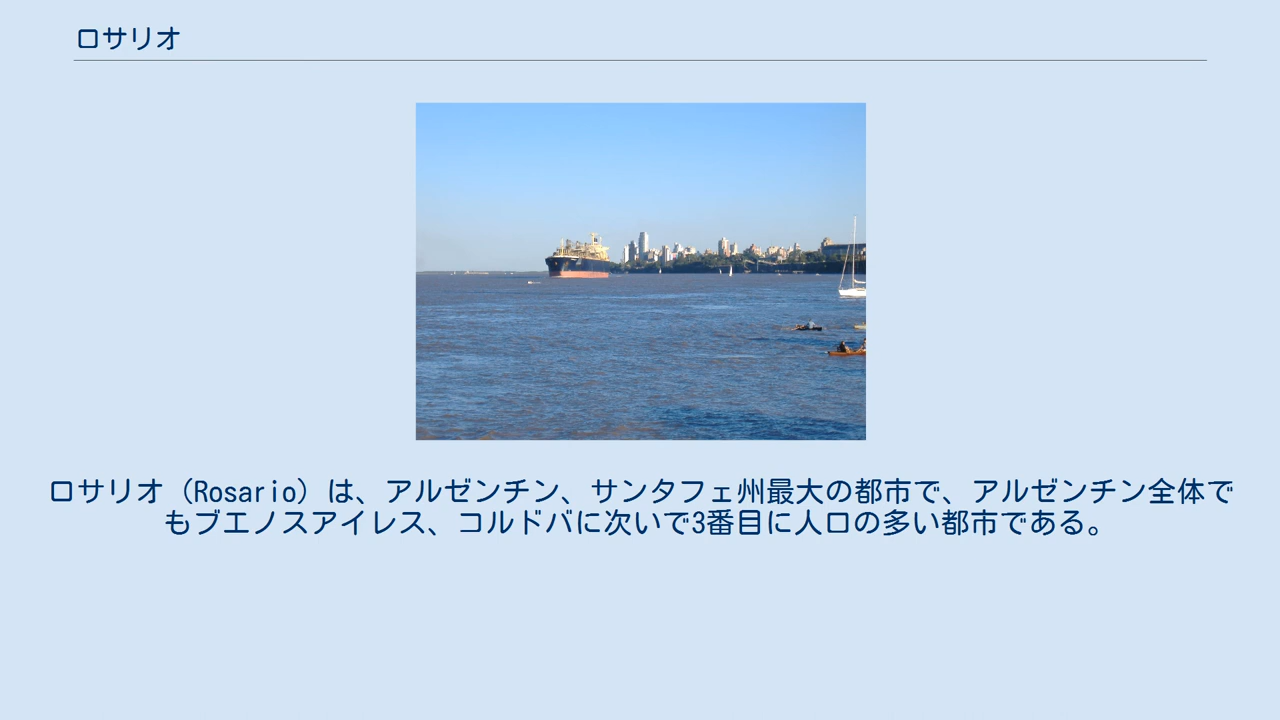 ロサリオ
ロサリオ（Rosario）は、アルゼンチン、サンタフェ州最大の都市で、アルゼンチン全体で
もブエノスアイレス、コルドバに次いで3番目に人口の多い都市である。